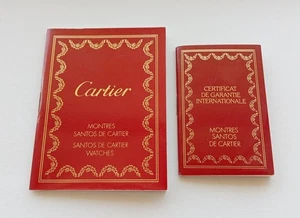 Cartier
MONTRES
SANTOS DE CARTIER
SANTOS DE CARTIER
WATCHES
CERTIFICAT
DE GARANTIE
INTERNATIONALE
MONTRES
SANTOS
DE CARTIER